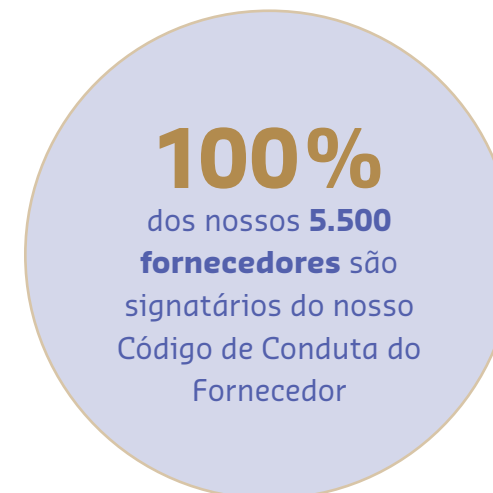 100%
dos nossos 5.500
fornecedores são
signatários do nosso
Código de Conduta do
Fornecedor